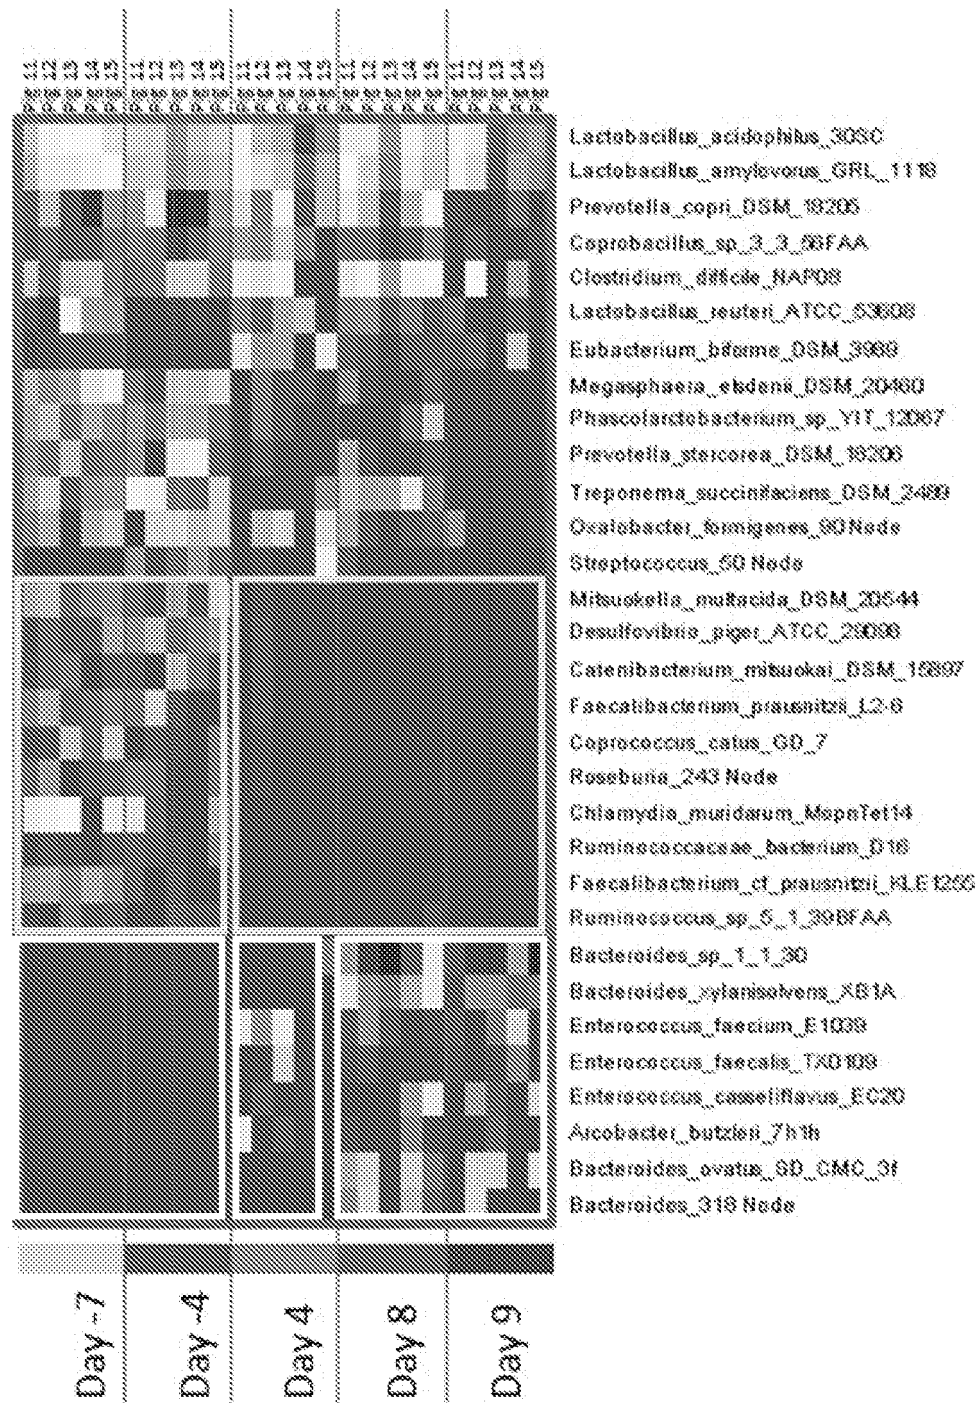 Lactobacillus_acidophilus_30SC
Lactobacillus_amylovorus_GRL_1118
Prevotella_copri_DSM_18205
Coprobacillus_sp_3_3_56FAA
Clostridium_difficile_NAP08
Lactobacillus_reuteri_ATCC_53608
Eubacterium_biforme_DSM_3989
Megasphaera_elsdenii_DSM_20460
Phascolarctobacterium_sp_YIT_12067
Prevotella_stercorea_DSM_18206
Treponema_succinifaciens_DSM_2489
Oxalobacter_formigenes_90 Node
Streptococcus_50 Node
Mitsuokella_multacida_DSM_20544
Desulfovibrio_piger_ATCC_29098
Catenibacterium_mitsuokai_DSM_15897
Faecalibacterium_prausnitzii_L2-6
Coprococcus_catus_GD_7
Roseburia_243 Node
Chlamydia_muridarum_MopnTet14
Ruminococcaceae_bacterium_D16
Faecalibacterium_cf_prausnitzii_KLE1255
Ruminococcus_sp_5_1_39BFAA
Bacteroides_sp_1_1_30
Bacteroides_xylanisolvens_XB1A
Enterococcus_faecium_E1039
Enterococcus_faecalis_TX0109
Enterococcus_casseliflavus_EC20
Arcobacter_butzleri_7h1h
Bacteroides_ovatus_SD_CMC_3f
Bacteroides_318 Node
Day -7
Day -4
Day 4
Day 8
Day 9